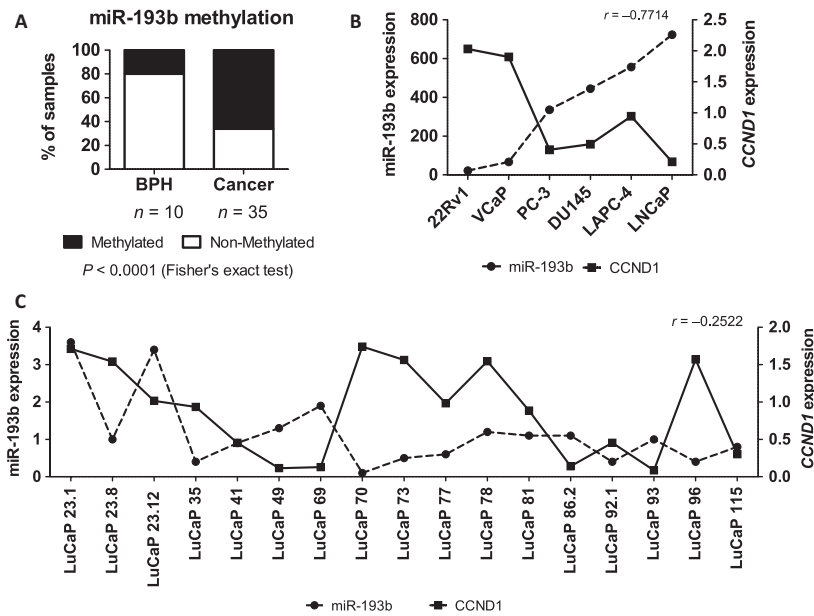 A
miR-193b methylation
% of samples
100
80
60
40
20
0
BPH
Cancer
n = 10
n = 35
Methylated
Non-Methylated
P < 0.0001 (Fisher's exact test)
B
r = –0.7714
miR-193b expression
800
600
400
200
0
CCND1 expression
2.5
2.0
1.5
1.0
0.5
0.0
22Rv1
VCaP
PC-3
DU145
LAPC-4
LNCaP
miR-193b
CCND1
C
r = –0.2522
miR-193b expression
4
3
2
1
0
CCND1 expression
2.0
1.5
1.0
0.5
0.0
LuCaP 23.1
LuCaP 23.8
LuCaP 23.12
LuCaP 35
LuCaP 41
LuCaP 49
LuCaP 69
LuCaP 70
LuCaP 73
LuCaP 77
LuCaP 78
LuCaP 81
LuCaP 86.2
LuCaP 92.1
LuCaP 93
LuCaP 96
LuCaP 115
miR-193b
CCND1